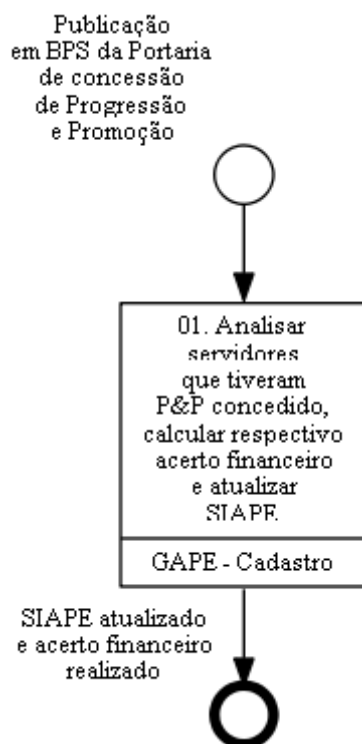 Publicação
em BPS da Portaria
de concessão
de Progressão
e Promoção
01. Analisar
servidores
que tiveram
P&P concedido,
calcular respectivo
acerto financeiro
e atualizar
SIAPE
GAPE - Cadastro
SIAPE atualizado
e acerto financeiro
realizado